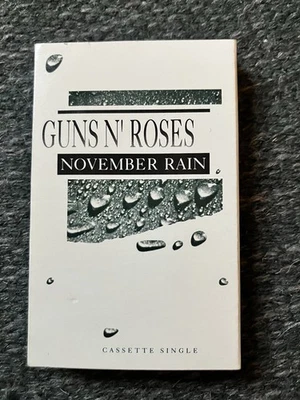 GUNS N' ROSES
NOVEMBER RAIN
CASSETTE SINGLE